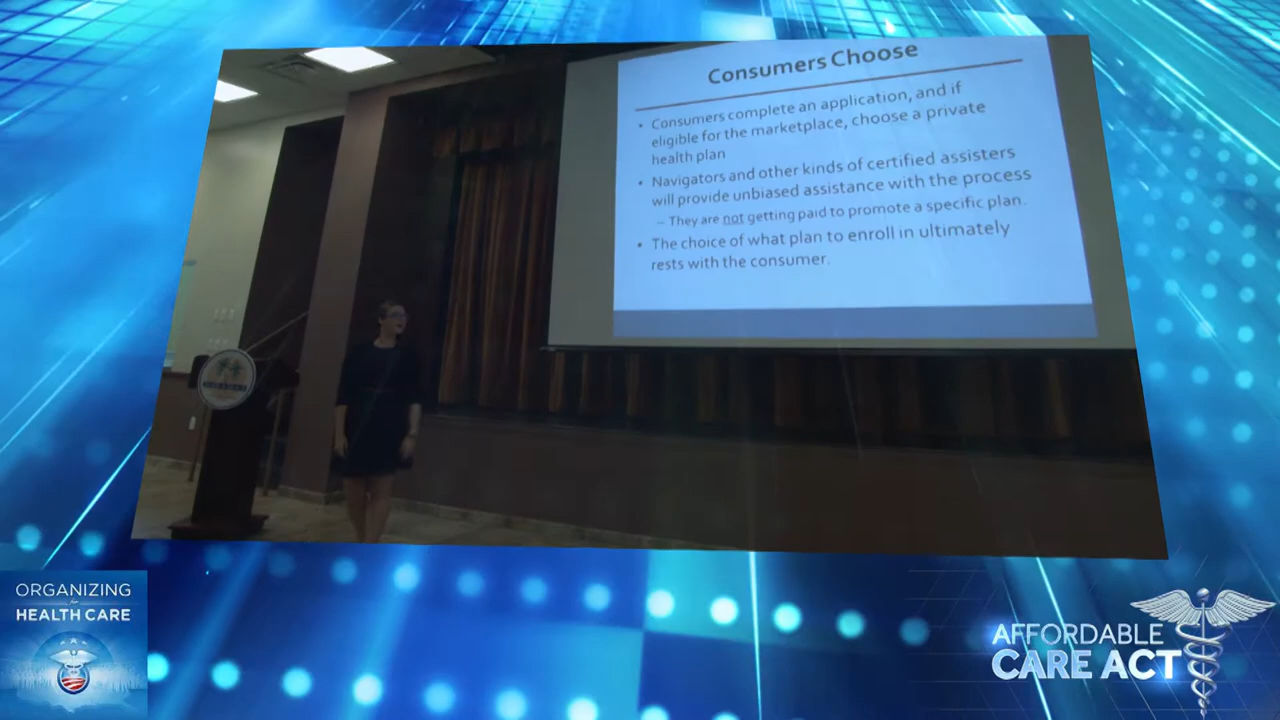 Consumers Choose
• Consumers complete an application, and if
eligible for the marketplace, choose a private
health plan
• Navigators and other kinds of certified assisters
will provide unbiased assistance with the process
– They are not getting paid to promote a specific plan.
• The choice of what plan to enroll in ultimately
rests with the consumer.
ORGANIZING
for
HEALTH CARE
AFFORDABLE
CARE ACT